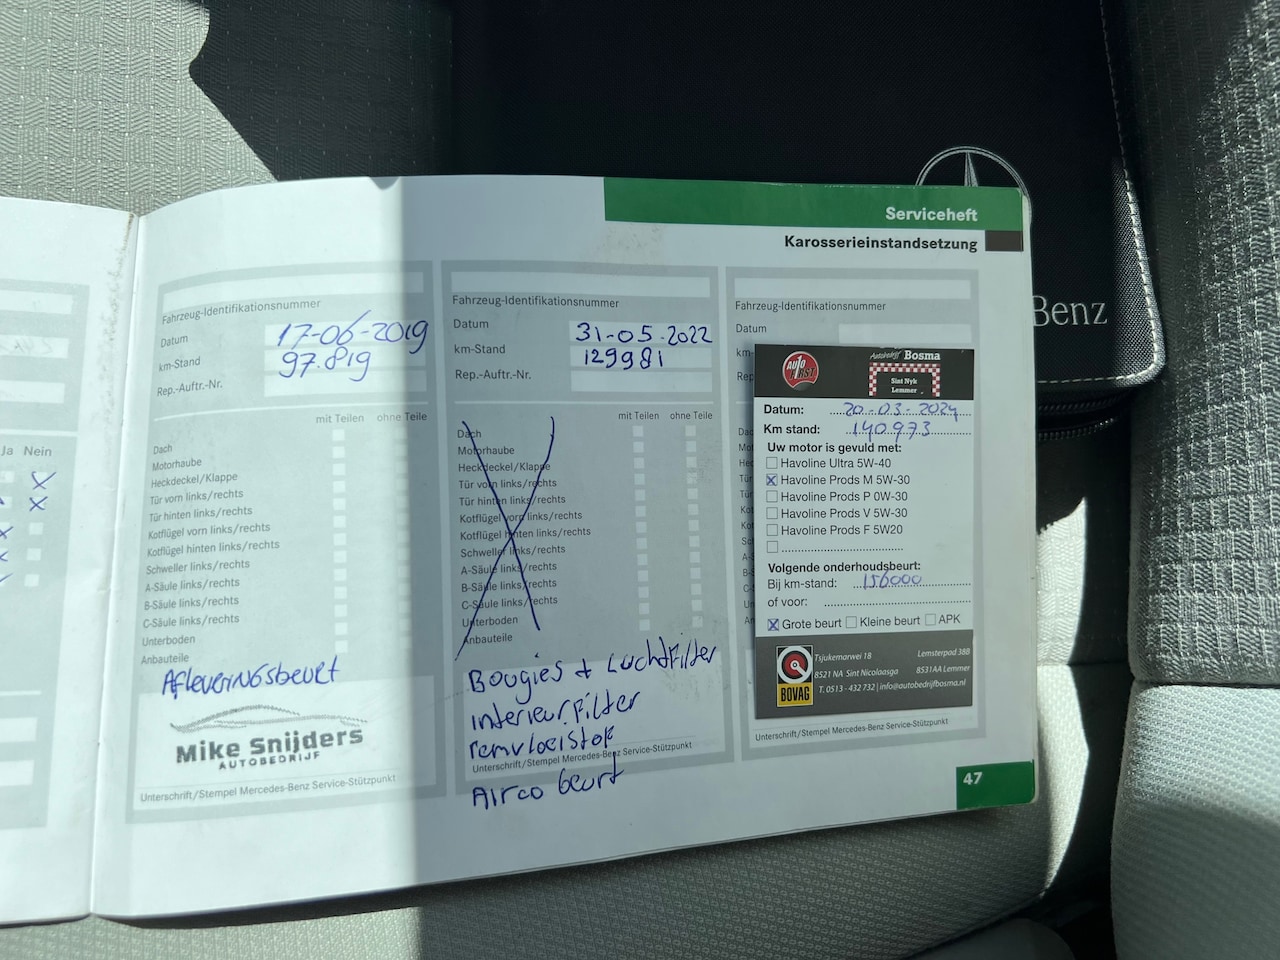 Serviceheft
Karosserieinstandsetzung
Benz
Ja Nein
Fahrzeug-Identifikationsnummer
Datum 17-06-2019
km-Stand 97.819
Rep.-Auftr.-Nr.
mit Teilen ohne Teile
Dach
Motorhaube
Heckdeckel/Klappe
Tür vorn links/rechts
Tür hinten links/rechts
Kotflügel vorn links/rechts
Kotflügel hinten links/rechts
Schweller links/rechts
A-Säule links/rechts
B-Säule links/rechts
C-Säule links/rechts
Unterboden
Anbauteile
Afleveringsbeurt
Mike Snijders
AUTOBEDRIJF
Unterschrift/Stempel Mercedes-Benz Service-Stützpunkt
Fahrzeug-Identifikationsnummer
Datum 31-05-2022
km-Stand 129981
Rep.-Auftr.-Nr.
mit Teilen ohne Teile
Dach
Motorhaube
Heckdeckel/Klappe
Tür vorn links/rechts
Tür hinten links/rechts
Kotflügel vorn links/rechts
Kotflügel hinten links/rechts
Schweller links/rechts
A-Säule links/rechts
B-Säule links/rechts
C-Säule links/rechts
Unterboden
Anbauteile
Bougies + Luchtfilter
interieurfilter
remvloeistof
Unterschrift/Stempel Mercedes-Benz Service-Stützpunkt
Airco beurt
Fahrzeug-Identifikationsnummer
Datum
km-
Rep
AUTO FIRST
Autobedrijf Bosma
Sint Nyk
Lemmer
Datum: 20-03-2024
Km stand: 140.973
Uw motor is gevuld met:
Havoline Ultra 5W-40
Havoline Prods M 5W-30
Havoline Prods P 0W-30
Havoline Prods V 5W-30
Havoline Prods F 5W20
Volgende onderhoudsbeurt:
Bij km-stand: 156000
of voor:
Grote beurt Kleine beurt APK
BOVAG
Tsjukemarwei 18 Lemsterpad 38B
8521 NA Sint Nicolaasga 8531AA Lemmer
T. 0513 - 432 732 | info@autobedrijfbosma.nl
Unterschrift/Stempel Mercedes-Benz Service-Stützpunkt
47